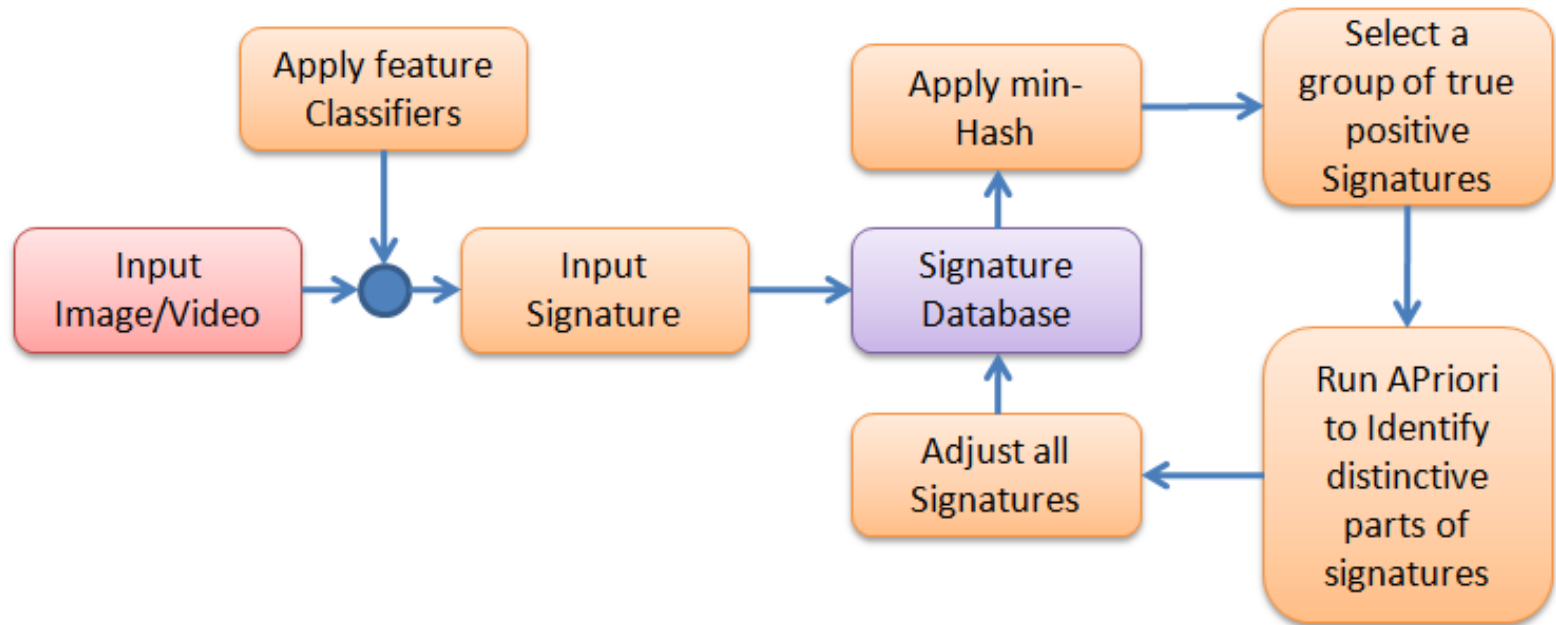 Apply feature
Classifiers
Input
Image/Video
Input
Signature
Signature
Database
Apply min-
Hash
Select a
group of true
positive
Signatures
Run APriori
to Identify
distinctive
parts of
signatures
Adjust all
Signatures